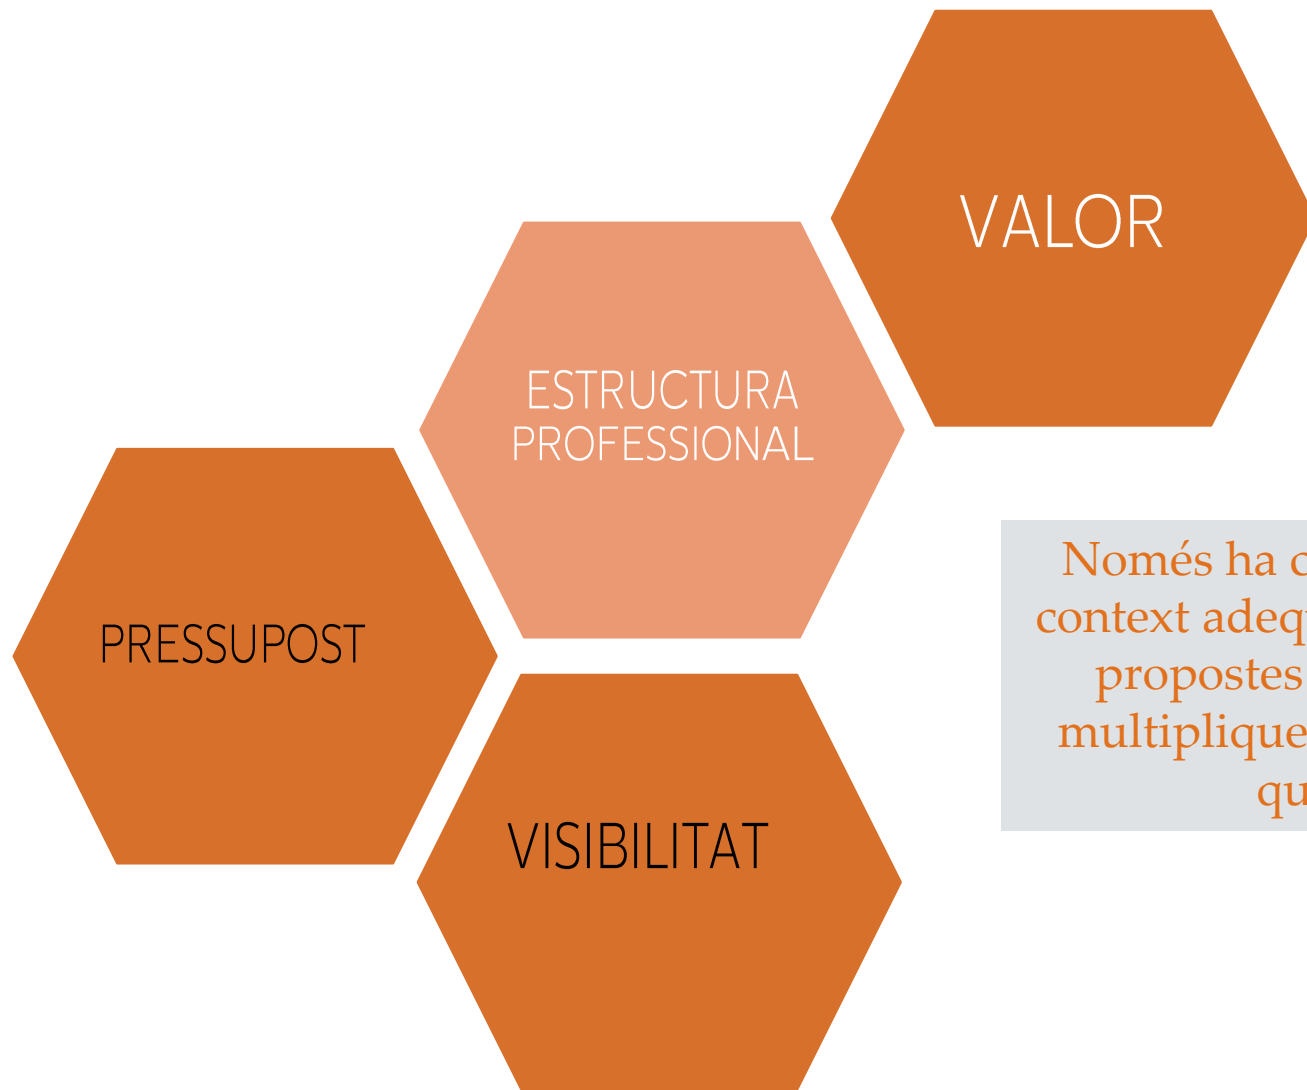 VALOR
ESTRUCTURA
PROFESSIONAL
PRESSUPOST
VISIBILITAT
Només ha
context
propostes